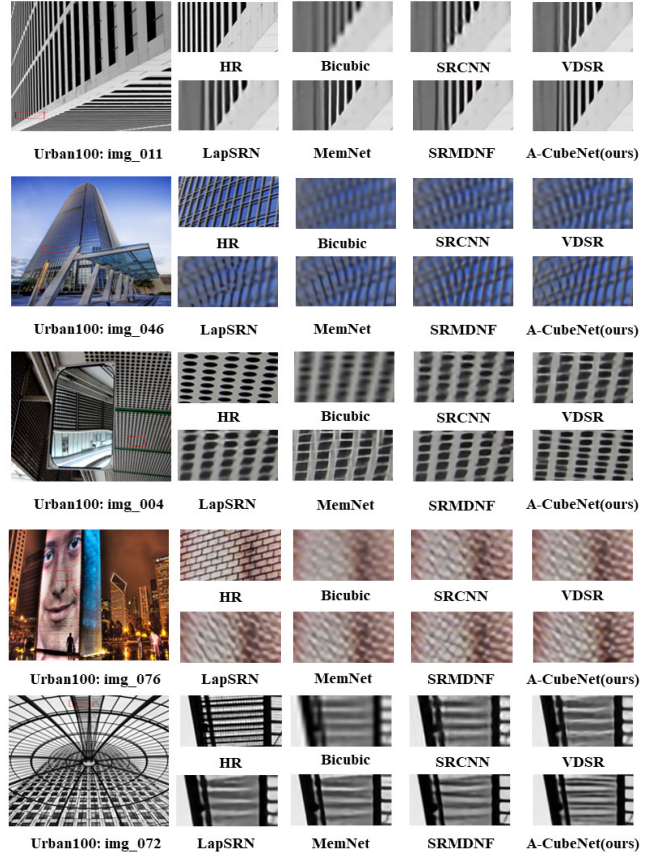 HR Bicubic SRCNN VDSR
Urban100: img_011 LapSRN MemNet SRMDNF A-CubeNet(ours)
HR Bicubic SRCNN VDSR
Urban100: img_046 LapSRN MemNet SRMDNF A-CubeNet(ours)
HR Bicubic SRCNN VDSR
Urban100: img_004 LapSRN MemNet SRMDNF A-CubeNet(ours)
HR Bicubic SRCNN VDSR
Urban100: img_076 LapSRN MemNet SRMDNF A-CubeNet(ours)
HR Bicubic SRCNN VDSR
Urban100: img_072 LapSRN MemNet SRMDNF A-CubeNet(ours)